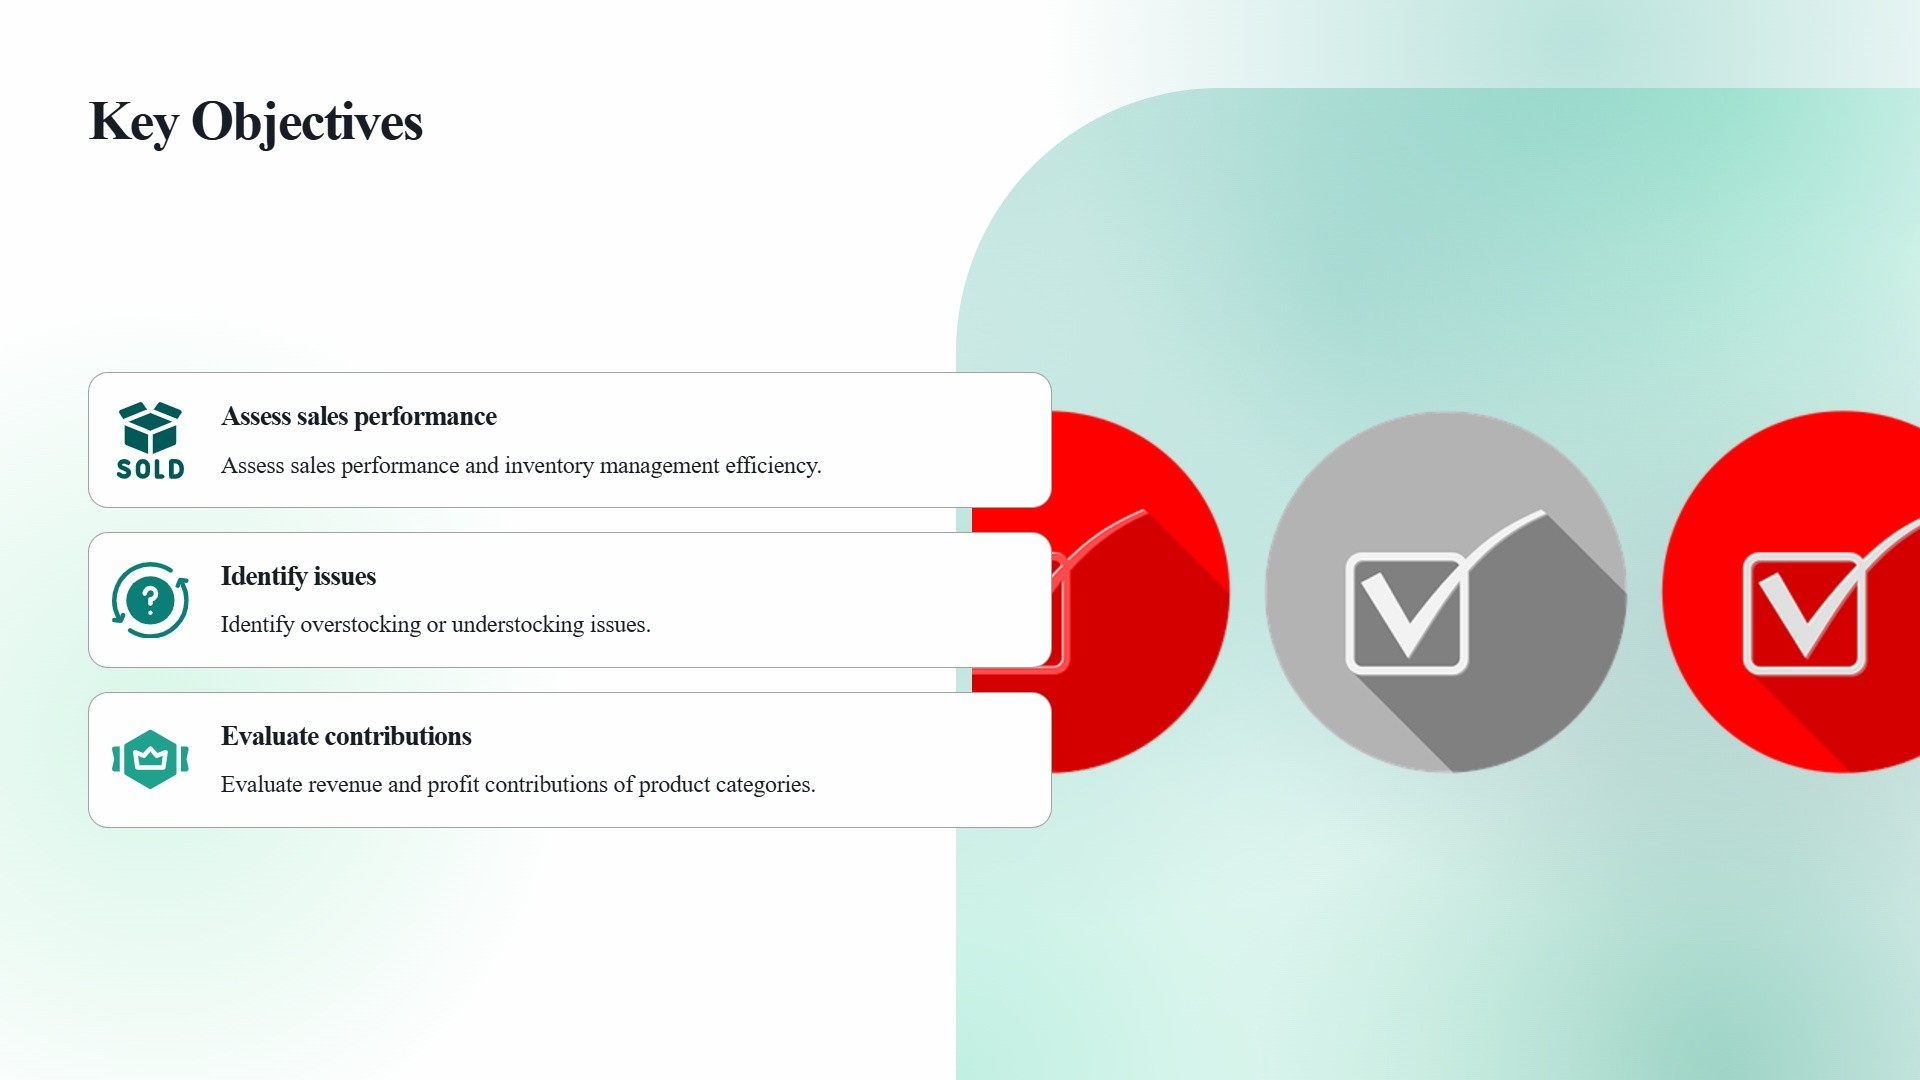 Key Objectives
SOLD
Assess sales performance
Assess sales performance and inventory management efficiency.
?
Identify issues
Identify overstocking or understocking issues.
Evaluate contributions
Evaluate revenue and profit contributions of product categories.